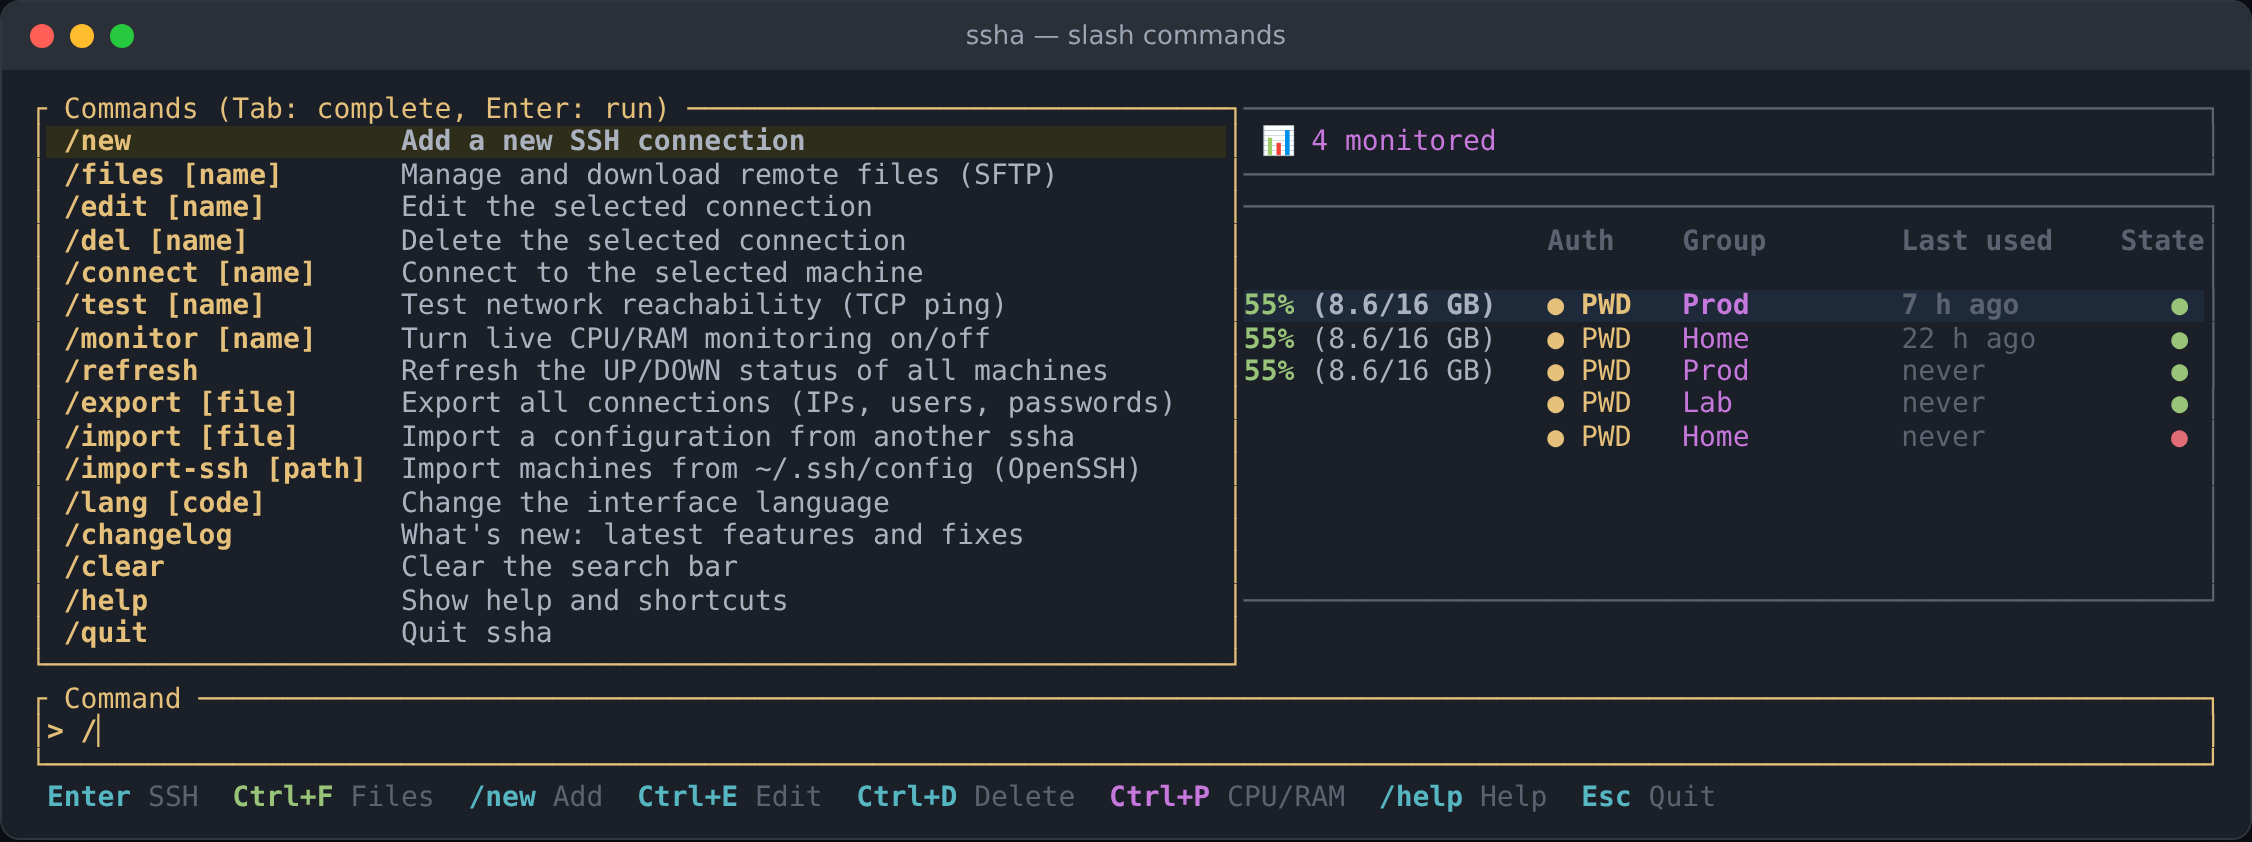 ssha — slash commands
Commands (Tab: complete, Enter: run)
/new Add a new SSH connection
/files [name] Manage and download remote files (SFTP)
/edit [name] Edit the selected connection
/del [name] Delete the selected connection
/connect [name] Connect to the selected machine
/test [name] Test network reachability (TCP ping)
/monitor [name] Turn live CPU/RAM monitoring on/off
/refresh Refresh the UP/DOWN status of all machines
/export [file] Export all connections (IPs, users, passwords)
/import [file] Import a configuration from another ssha
/import-ssh [path] Import machines from ~/.ssh/config (OpenSSH)
/lang [code] Change the interface language
/changelog What's new: latest features and fixes
/clear Clear the search bar
/help Show help and shortcuts
/quit Quit ssha
📊 4 monitored
Auth Group Last used State
55% (8.6/16 GB) ● PWD Prod 7 h ago ●
55% (8.6/16 GB) ● PWD Home 22 h ago ●
55% (8.6/16 GB) ● PWD Prod never ●
● PWD Lab never ●
● PWD Home never ●
Command
> /
Enter SSH Ctrl+F Files /new Add Ctrl+E Edit Ctrl+D Delete Ctrl+P CPU/RAM /help Help Esc Quit